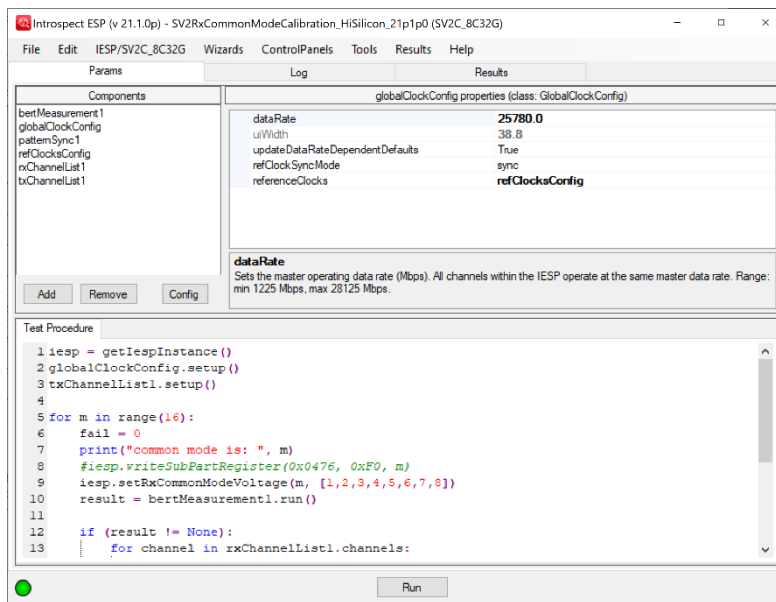 Introspect ESP (v 21.1.0p) - SV2RxCommonModeCalibration_HiSilicon_21p1p0 (SV2C_8C32G)
File Edit IESP/SV2C_8C32G Wizards ControlPanels Tools Results Help
Params Log Results
Components
bertMeasurement1
globalClockConfig
patternSync1
refClocksConfig
rxChannelList1
txChannelList1
Add Remove Config
globalClockConfig properties (class: GlobalClockConfig)
dataRate 25780.0
uiWidth 38.8
updateDataRateDependentDefaults True
refClockSyncMode sync
referenceClocks refClocksConfig
dataRate
Sets the master operating data rate (Mbps). All channels within the IESP operate at the same master data rate. Range:
min 1225 Mbps, max 28125 Mbps.
Test Procedure
1 iesp = getIespInstance()
2 globalClockConfig.setup()
3 txChannelList1.setup()
4
5 for m in range(16):
6     fail = 0
7     print("common mode is: ", m)
8     #iesp.writeSubPartRegister(0x0476, 0xF0, m)
9     iesp.setRxCommonModeVoltage(m, [1,2,3,4,5,6,7,8])
10     result = bertMeasurement1.run()
11
12     if (result != None):
13         for channel in rxChannelList1.channels:
Run